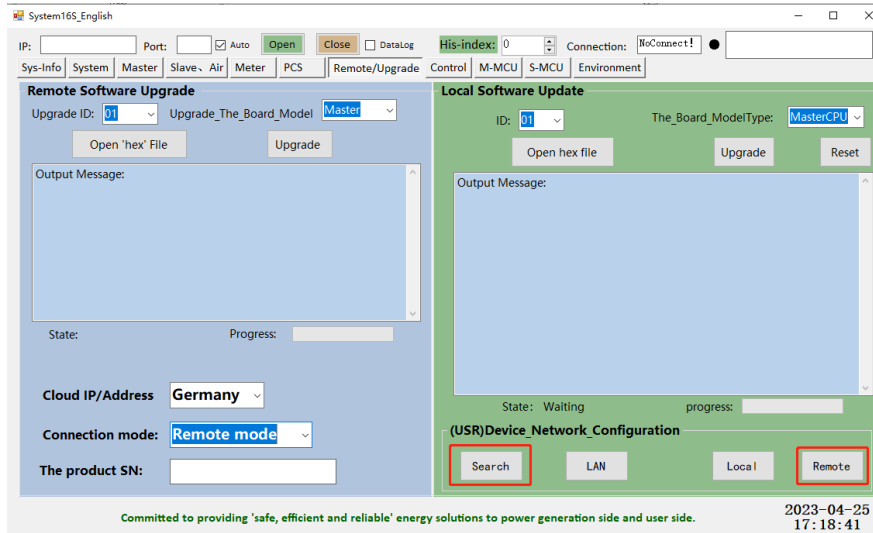 System16S_English
IP: Port: Auto Open Close DataLog His-index: 0 Connection: NoConnect!
Sys-Info System Master Slave、Air Meter PCS Remote/Upgrade Control M-MCU S-MCU Environment
Remote Software Upgrade
Upgrade ID: 01 Upgrade_The_Board_Model Master
Open 'hex' File Upgrade
Output Message:
State: Progress:
Cloud IP/Address Germany
Connection mode: Remote mode
The product SN:
Local Software Update
ID: 01 The_Board_ModelType: MasterCPU
Open hex file Upgrade Reset
Output Message:
State: Waiting progress:
(USR)Device_Network_Configuration
Search LAN Local Remote
Committed to providing 'safe, efficient and reliable' energy solutions to power generation side and user side.
2023-04-25
17:18:41